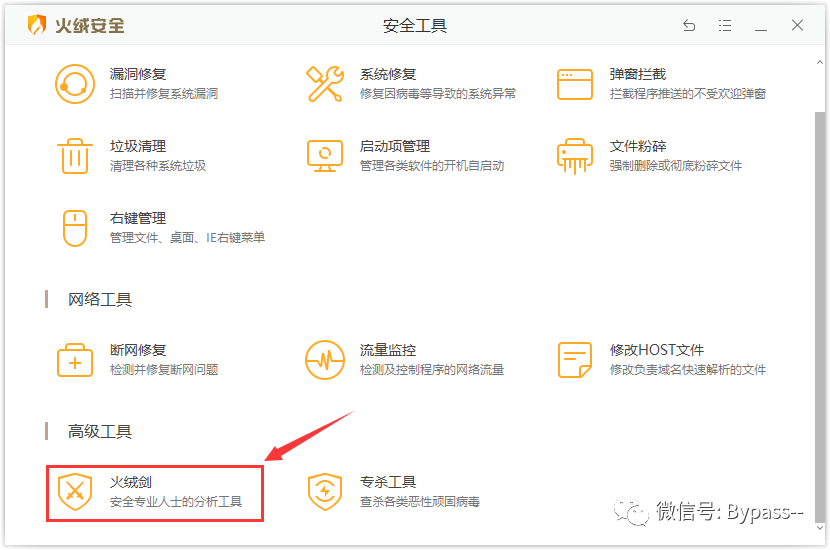 火绒安全
安全工具
漏洞修复
扫描并修复系统漏洞
系统修复
修复因病毒等导致的系统异常
弹窗拦截
拦截程序推送的不受欢迎弹窗
垃圾清理
清理各种系统垃圾
启动项管理
管理各类软件的开机自启动
文件粉碎
强制删除或彻底粉碎文件
右键管理
管理文件、桌面、IE右键菜单
网络工具
断网修复
检测并修复断网问题
流量监控
检测及控制程序的网络流量
修改HOST文件
修改负责域名快速解析的文件
高级工具
火绒剑
安全专业人士的分析工具
专杀工具
查杀各类恶性顽固病毒
微信号: Bypass--